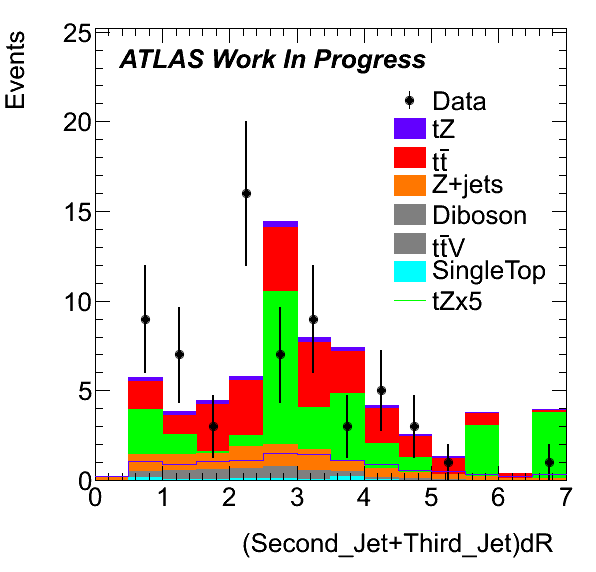 Events
25
20
15
10
5
0
ATLAS Work In Progress
Data
tZ
tt̄
Z+jets
Diboson
tt̄V
SingleTop
tZx5
0 1 2 3 4 5 6 7
(Second_Jet+Third_Jet)dR